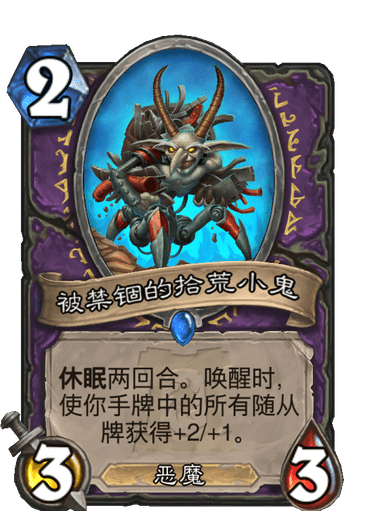 2
被禁锢的拾荒小鬼
休眠两回合。唤醒时,
使你手牌中的所有随从
牌获得+2/+1。
恶魔
3
3